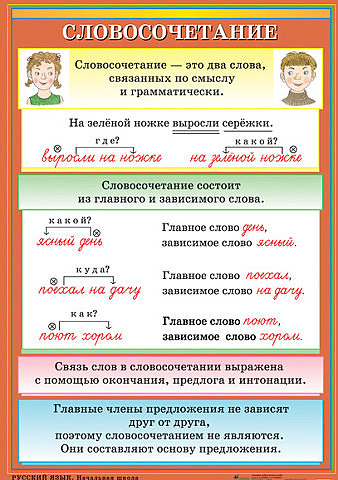 СЛОВОСОЧЕТАНИЕ
Словосочетание — это два слова,
связанных по смыслу
и грамматически.
На зелёной ножке выросли серёжки.
где? какой?
выросли на ножке на зелёной ножке
Словосочетание состоит
из главного и зависимого слова.
какой?
ясный день
Главное слово день,
зависимое слово ясный.
куда?
поехал на дачу
Главное слово поехал,
зависимое слово на дачу.
как?
поют хором
Главное слово поют,
зависимое слово хором.
Связь слов в словосочетании выражена
с помощью окончания, предлога и интонации.
Главные члены предложения не зависят
друг от друга,
поэтому словосочетанием не являются.
Они составляют основу предложения.
РУССКИЙ ЯЗЫК. Начальная школа